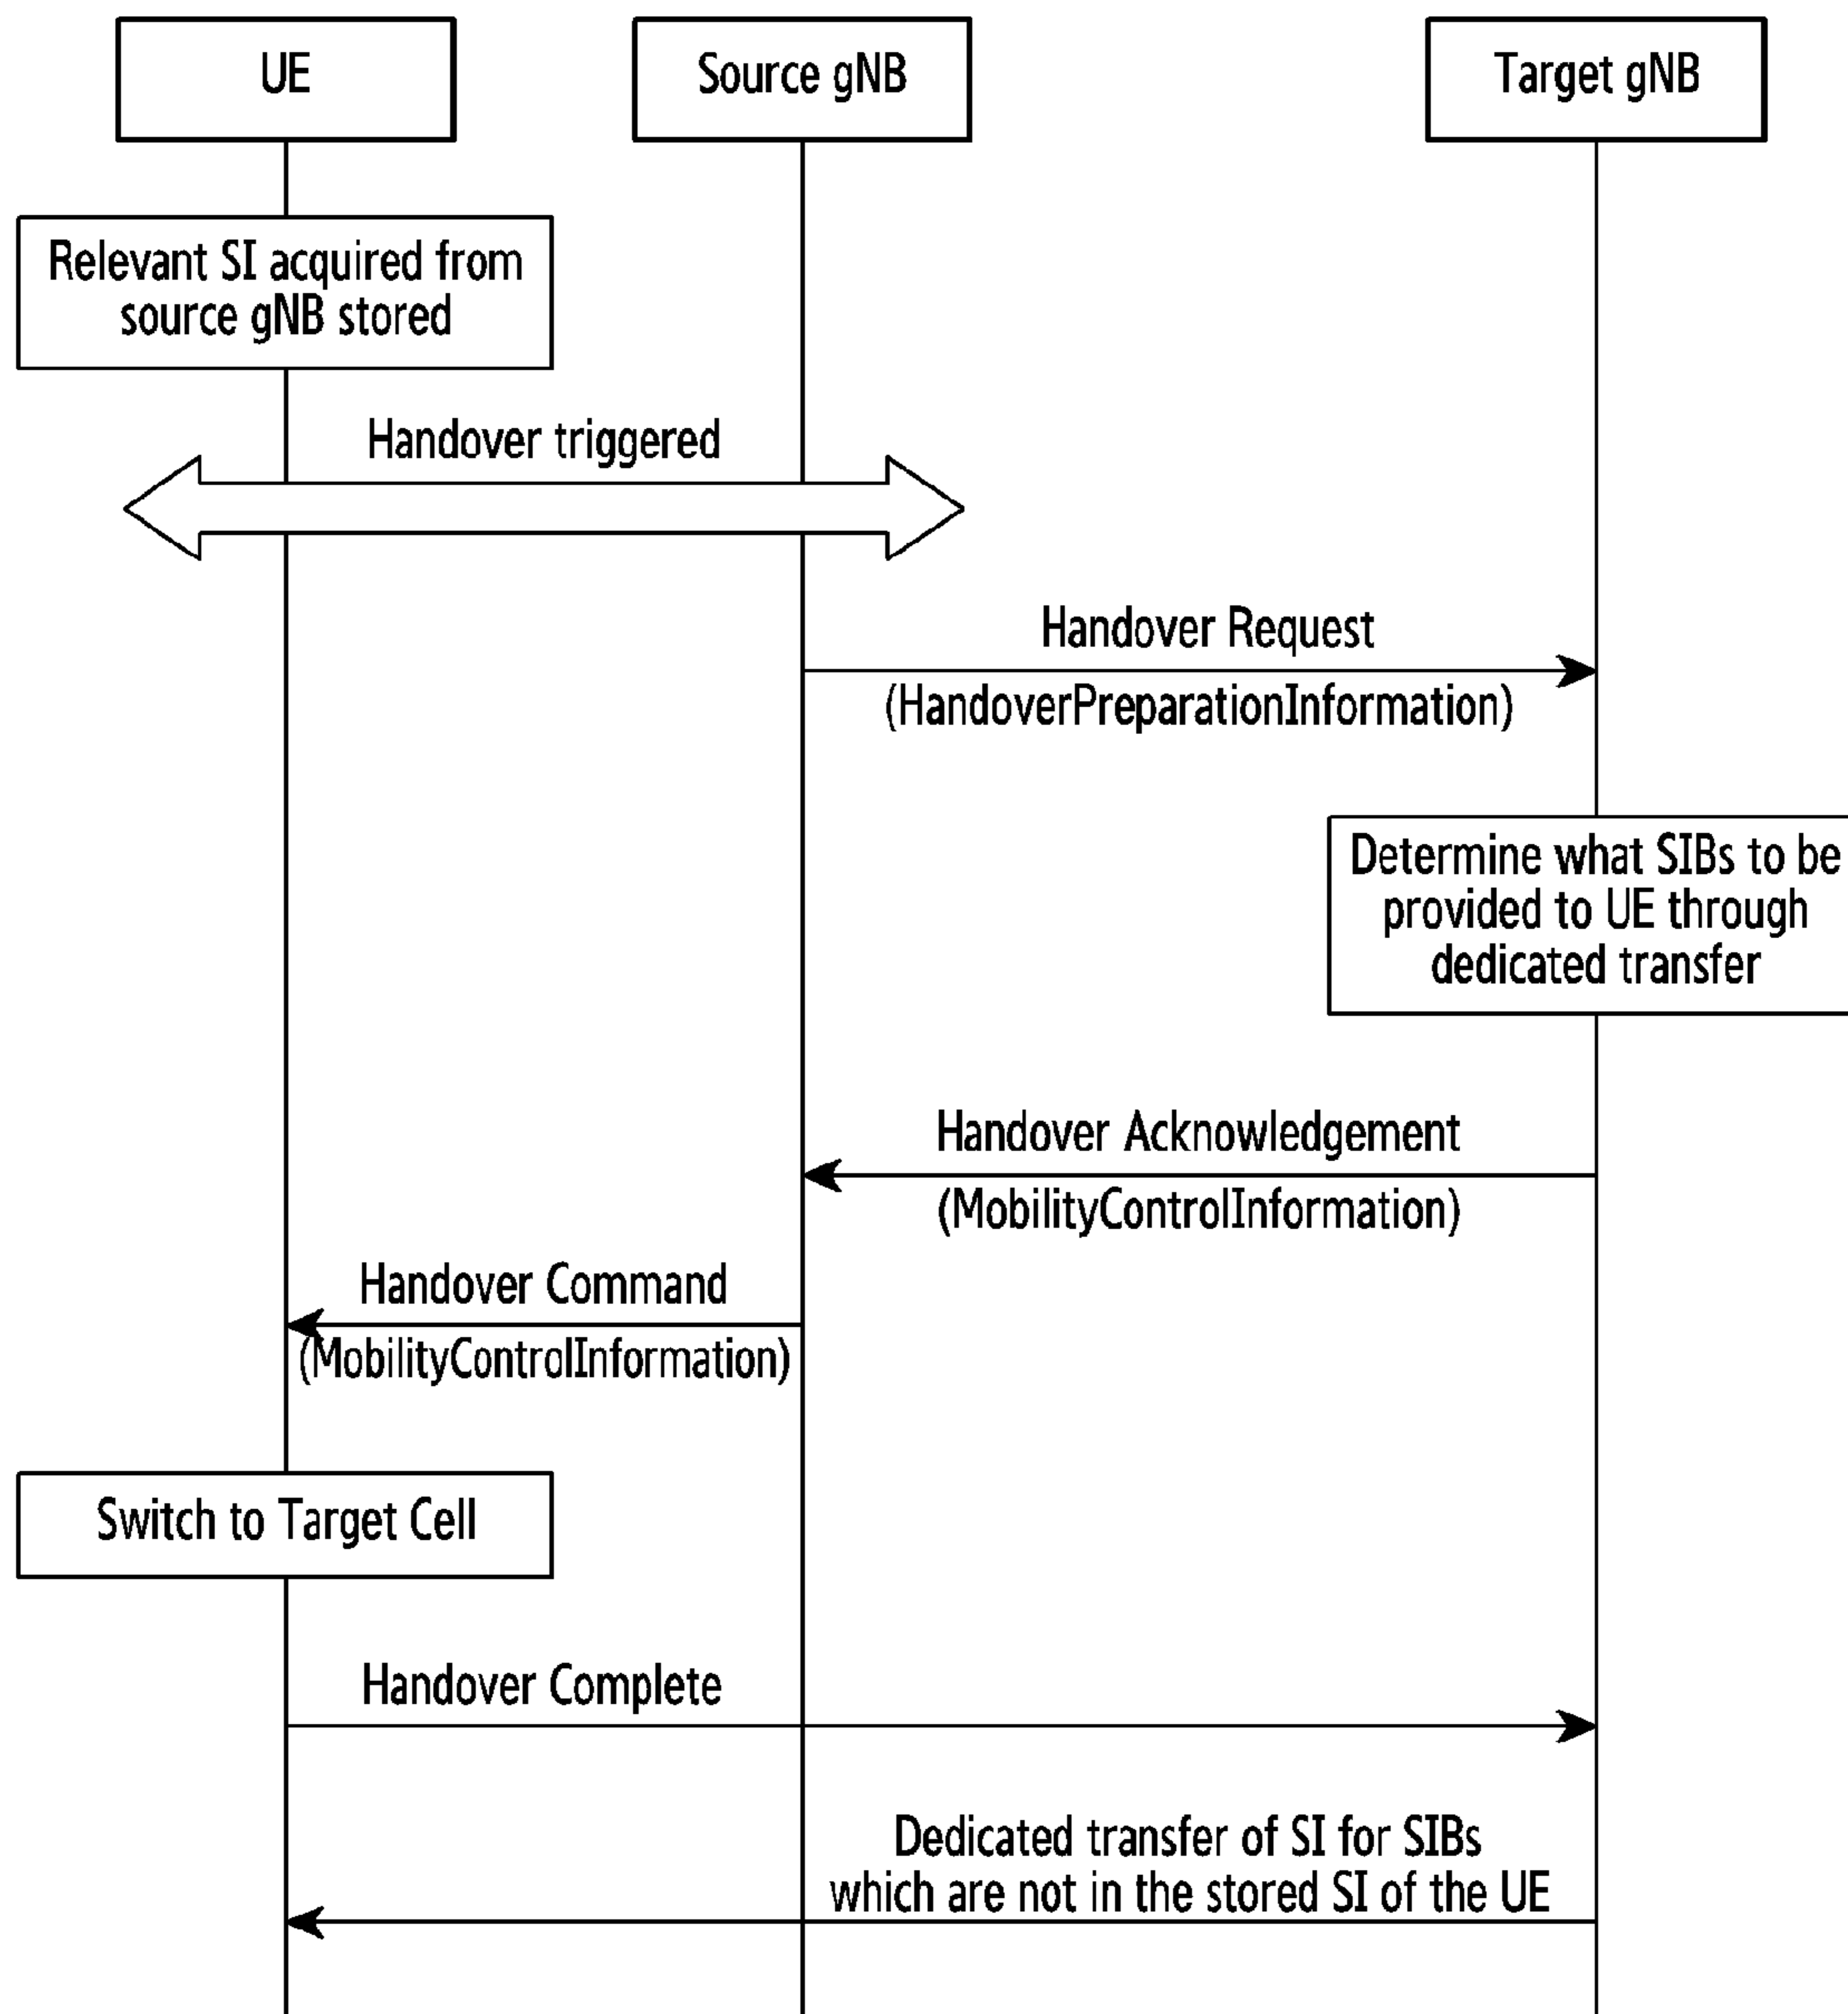 UE
Source gNB
Target gNB
Relevant SI acquired from
source gNB stored
Handover triggered
Handover Request
(HandoverPreparationInformation)
Determine what SIBs to be
provided to UE through
dedicated transfer
Handover Acknowledgement
(MobilityControlInformation)
Handover Command
(MobilityControlInformation)
Switch to Target Cell
Handover Complete
Dedicated transfer of SI for SIBs
which are not in the stored SI of the UE